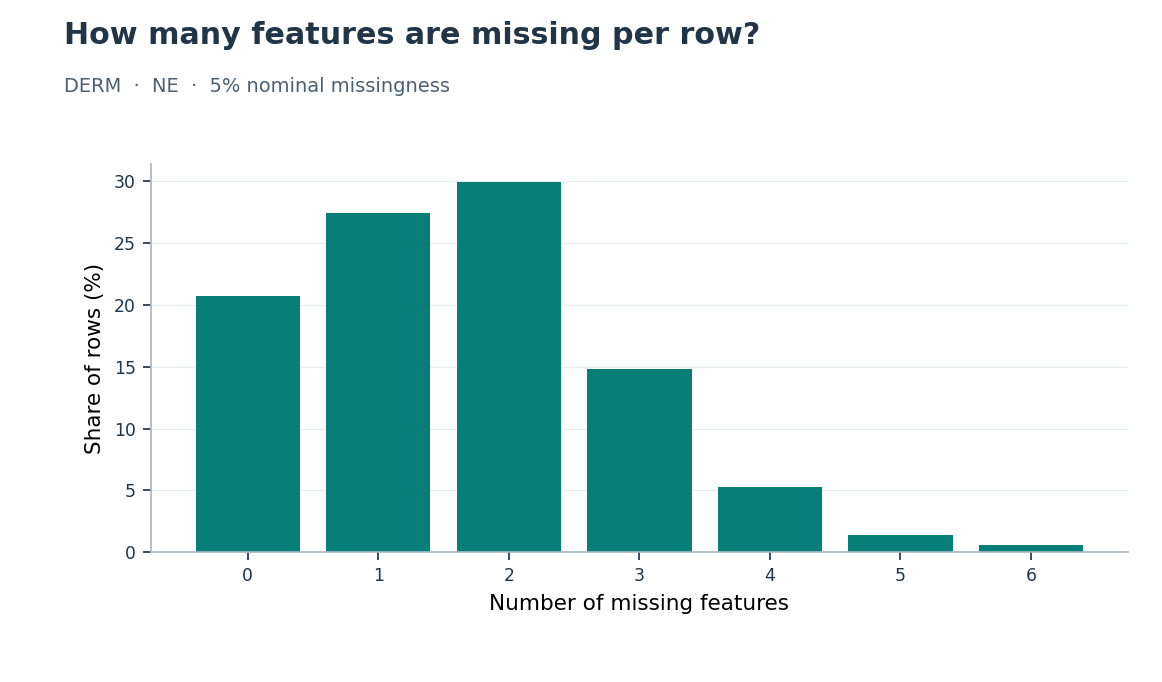 How many features are missing per row?
DERM · NE · 5% nominal missingness
30
25
20
15
10
5
0
Share of rows (%)
0 1 2 3 4 5 6
Number of missing features